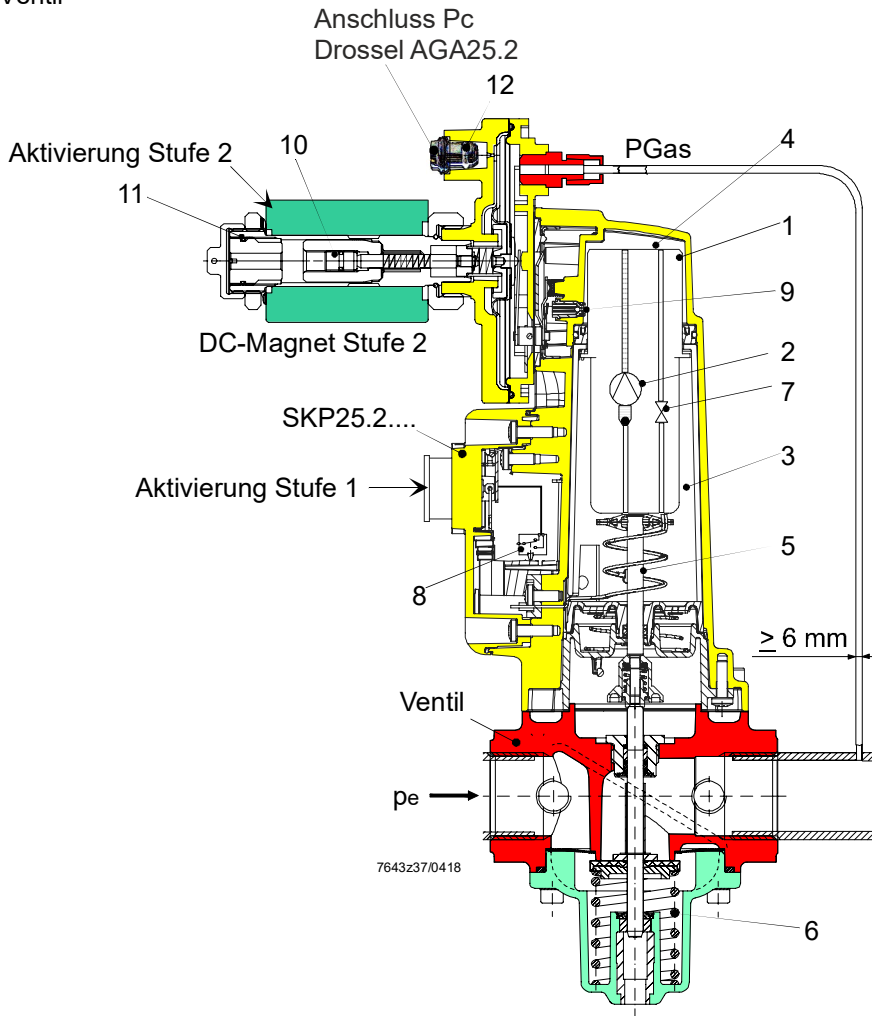 Ventil
Anschluss Pc
Drossel AGA25.2
12
4
PGas
10
Aktivierung Stufe 2
11
1
9
DC-Magnet Stufe 2
2
7
SKP25.2....
3
Aktivierung Stufe 1
5
8
≥ 6 mm
Ventil
pe
7643z37/0418
6